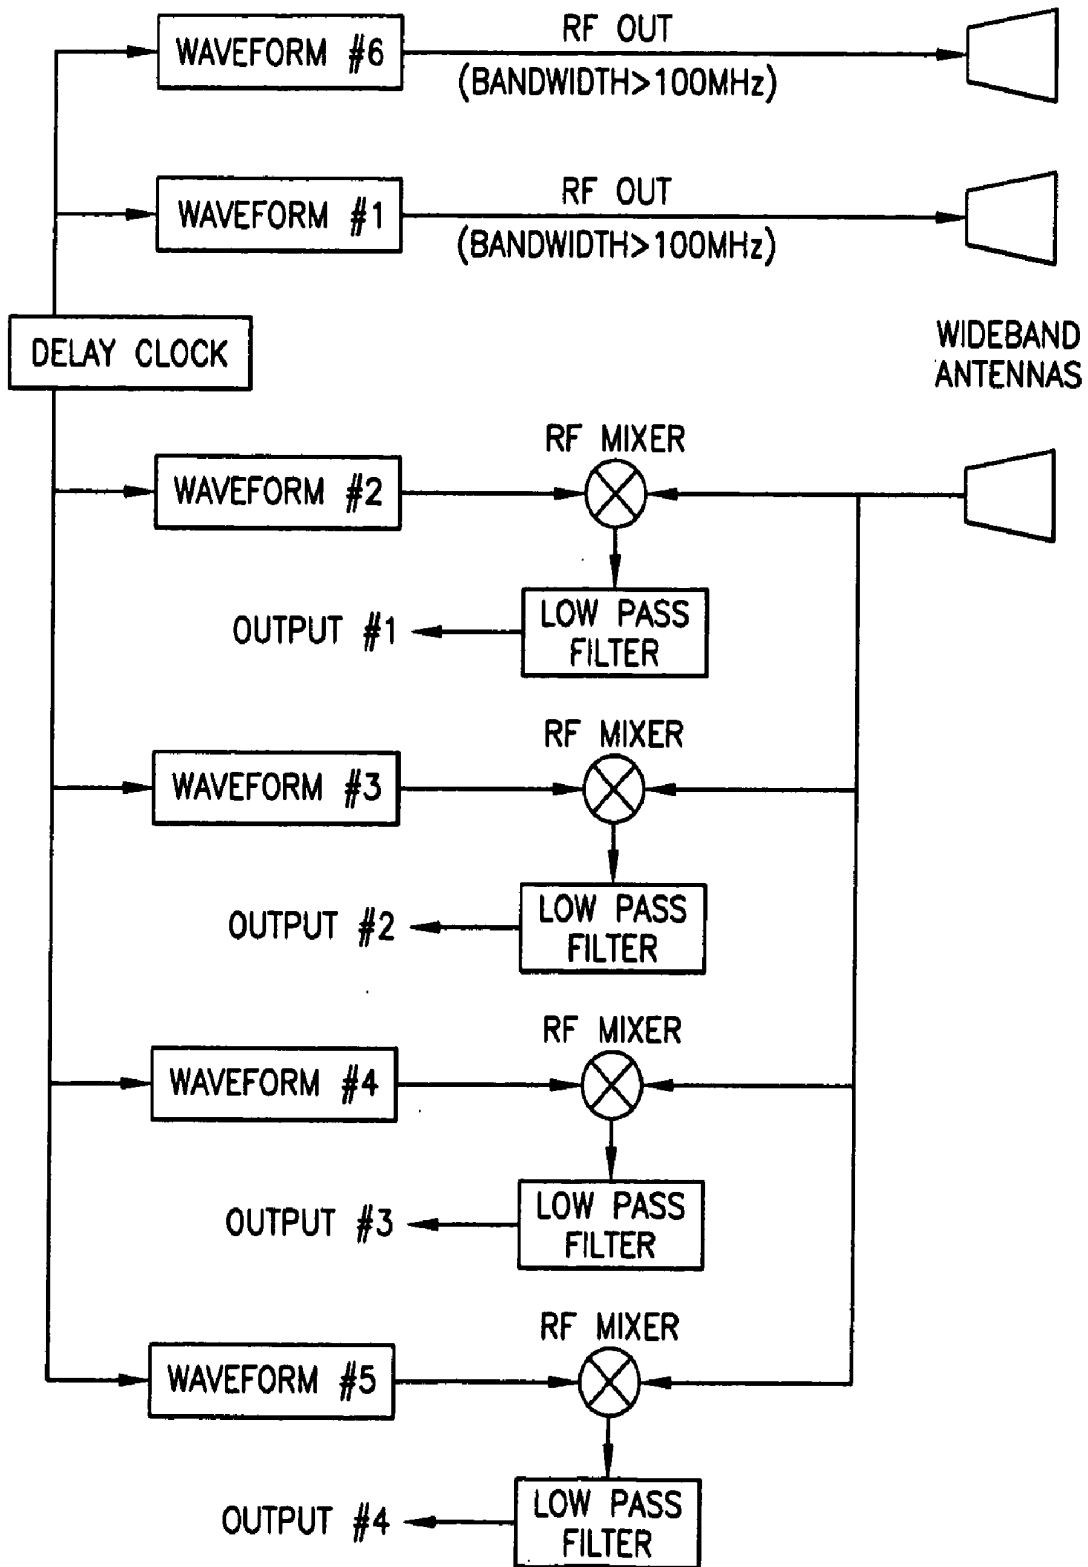 WAVEFORM #6
RF OUT
(BANDWIDTH>100MHz)
WAVEFORM #1
RF OUT
(BANDWIDTH>100MHz)
DELAY CLOCK
WIDEBAND
ANTENNAS
RF MIXER
WAVEFORM #2
LOW PASS
FILTER
OUTPUT #1
RF MIXER
WAVEFORM #3
LOW PASS
FILTER
OUTPUT #2
RF MIXER
WAVEFORM #4
LOW PASS
FILTER
OUTPUT #3
RF MIXER
WAVEFORM #5
LOW PASS
FILTER
OUTPUT #4